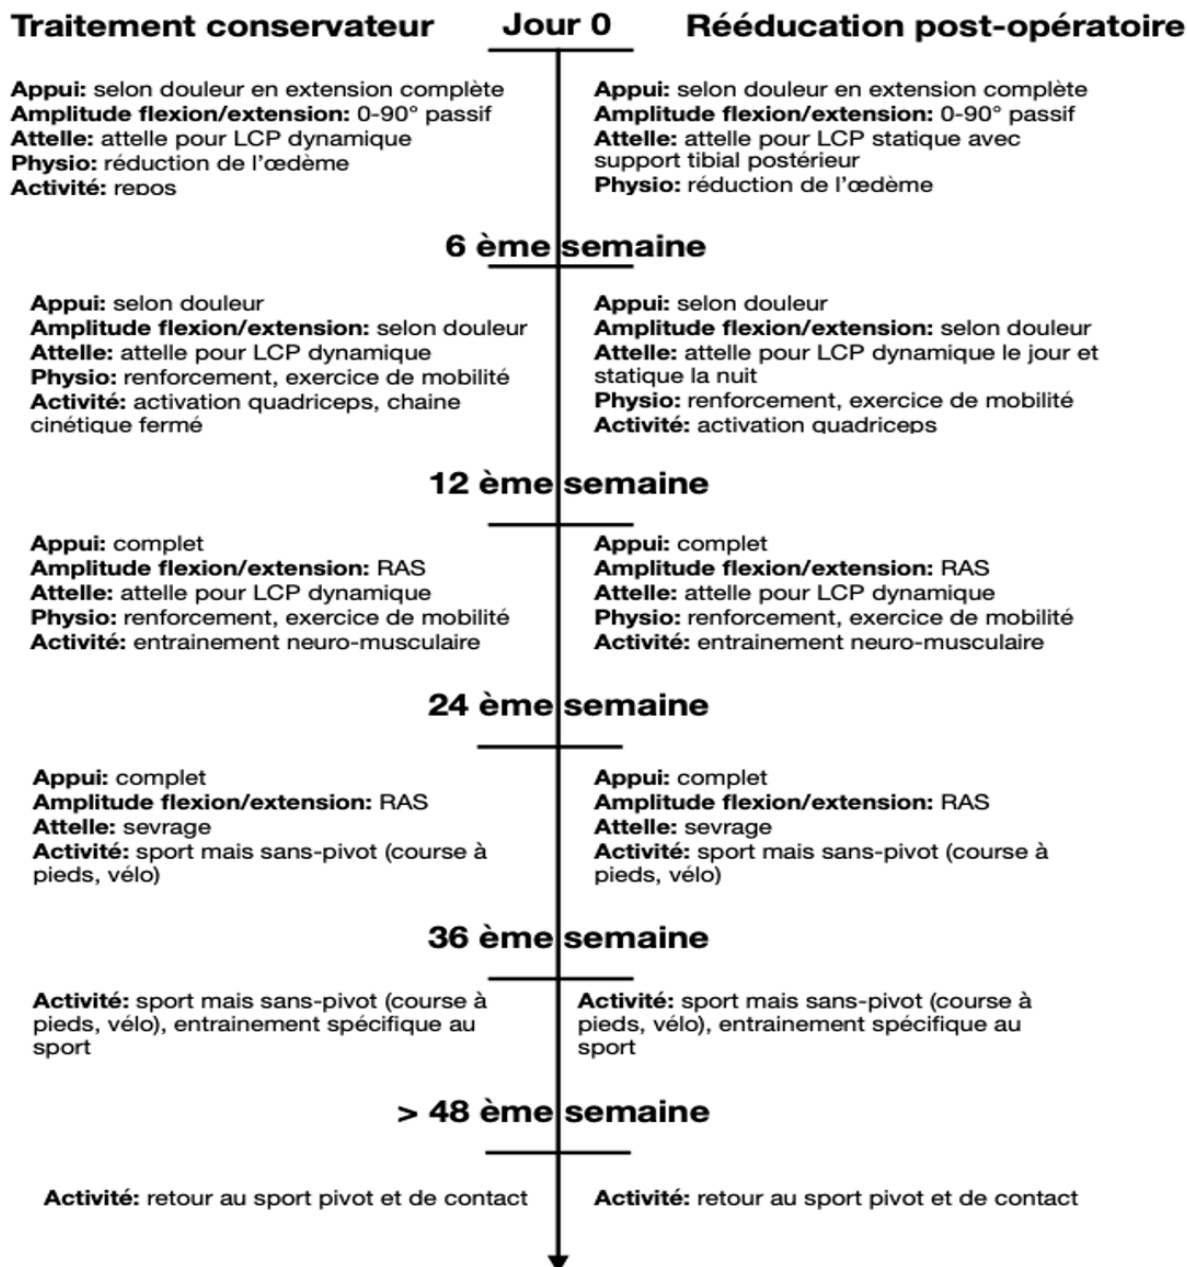 Traitement conservateur
Jour 0
Rééducation post-opératoire
Appui: selon douleur en extension complète
Amplitude flexion/extension: 0-90° passif
Attelle: attelle pour LCP dynamique
Physio: réduction de l'œdème
Activité: repos
Appui: selon douleur en extension complète
Amplitude flexion/extension: 0-90° passif
Attelle: attelle pour LCP statique avec
support tibial postérieur
Physio: réduction de l'œdème
6 ème semaine
Appui: selon douleur
Amplitude flexion/extension: selon douleur
Attelle: attelle pour LCP dynamique
Physio: renforcement, exercice de mobilité
Activité: activation quadriceps, chaine
cinétique fermé
Appui: selon douleur
Amplitude flexion/extension: selon douleur
Attelle: attelle pour LCP dynamique le jour et
statique la nuit
Physio: renforcement, exercice de mobilité
Activité: activation quadriceps
12 ème semaine
Appui: complet
Amplitude flexion/extension: RAS
Attelle: attelle pour LCP dynamique
Physio: renforcement, exercice de mobilité
Activité: entrainement neuro-musculaire
Appui: complet
Amplitude flexion/extension: RAS
Attelle: attelle pour LCP dynamique
Physio: renforcement, exercice de mobilité
Activité: entrainement neuro-musculaire
24 ème semaine
Appui: complet
Amplitude flexion/extension: RAS
Attelle: sevrage
Activité: sport mais sans-pivot (course à
pieds, vélo)
Appui: complet
Amplitude flexion/extension: RAS
Attelle: sevrage
Activité: sport mais sans-pivot (course à
pieds, vélo)
36 ème semaine
Activité: sport mais sans-pivot (course à
pieds, vélo), entrainement spécifique au
sport
Activité: sport mais sans-pivot (course à
pieds, vélo), entrainement spécifique au
sport
> 48 ème semaine
Activité: retour au sport pivot et de contact
Activité: retour au sport pivot et de contact